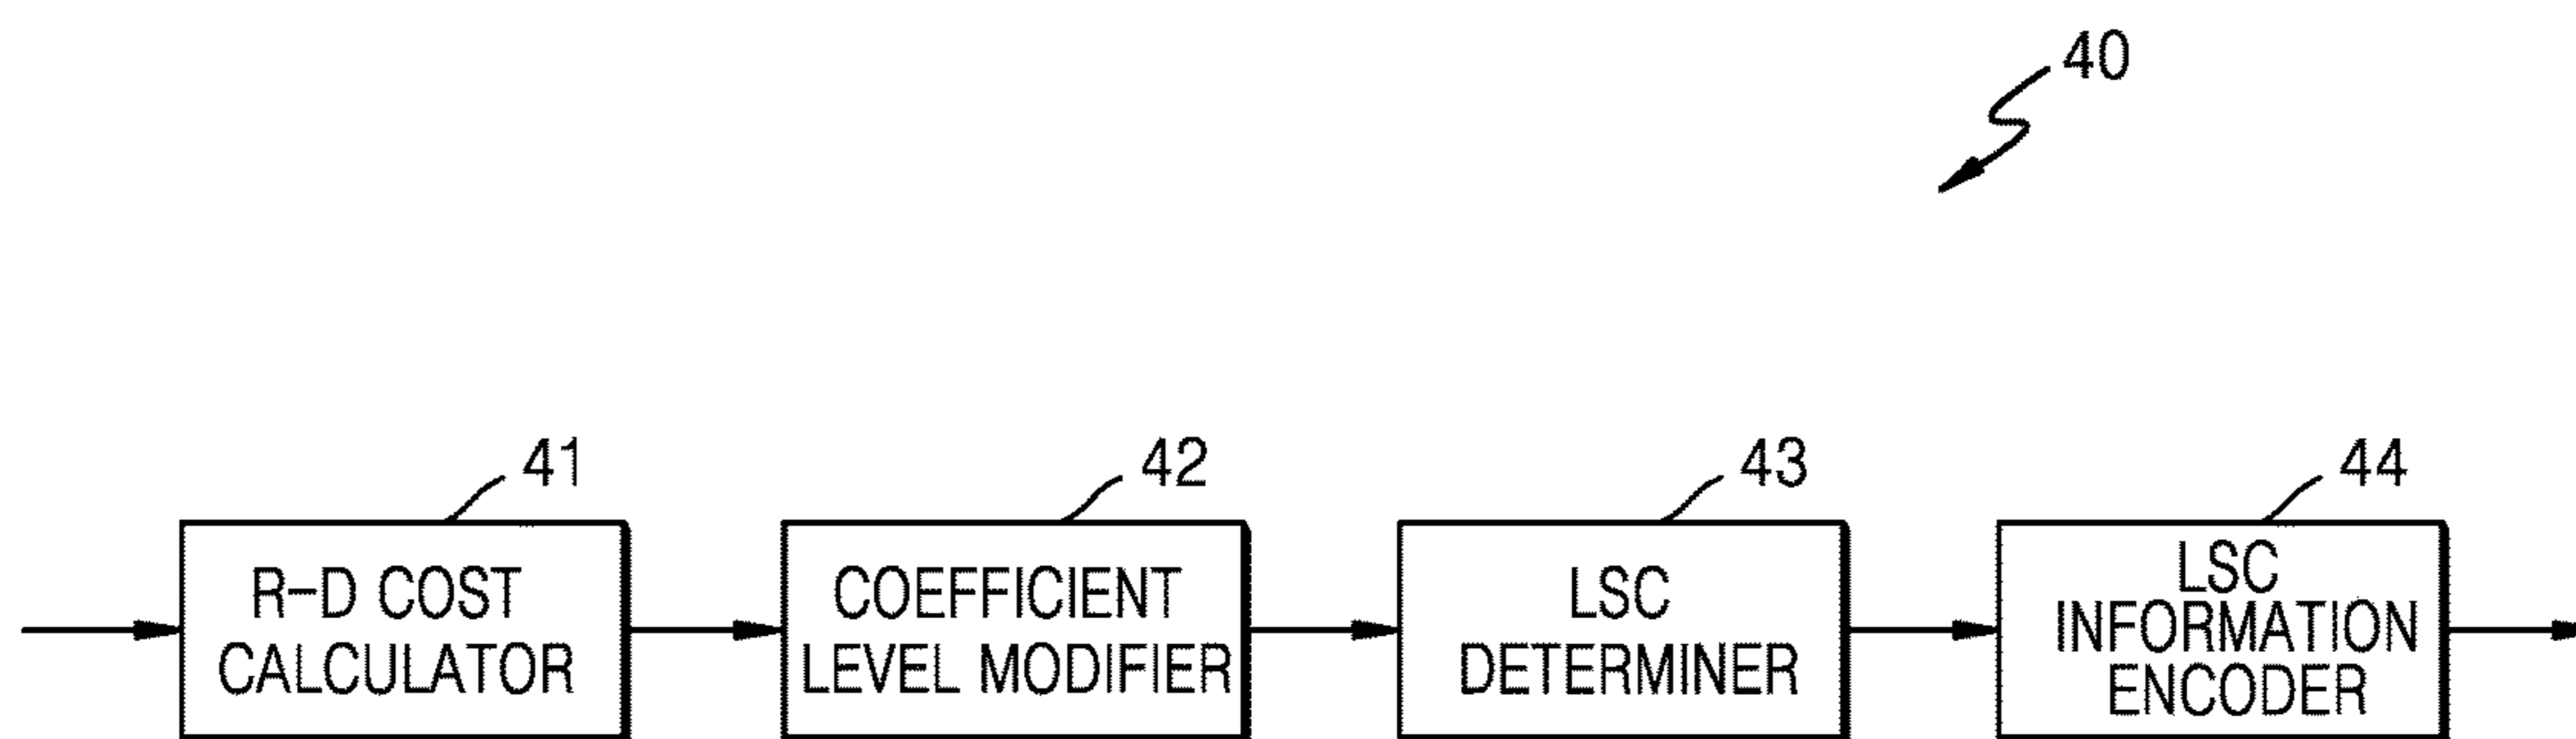 40
41
42
43
44
R-D COST
CALCULATOR
COEFFICIENT
LEVEL MODIFIER
LSC
DETERMINER
LSC
INFORMATION
ENCODER